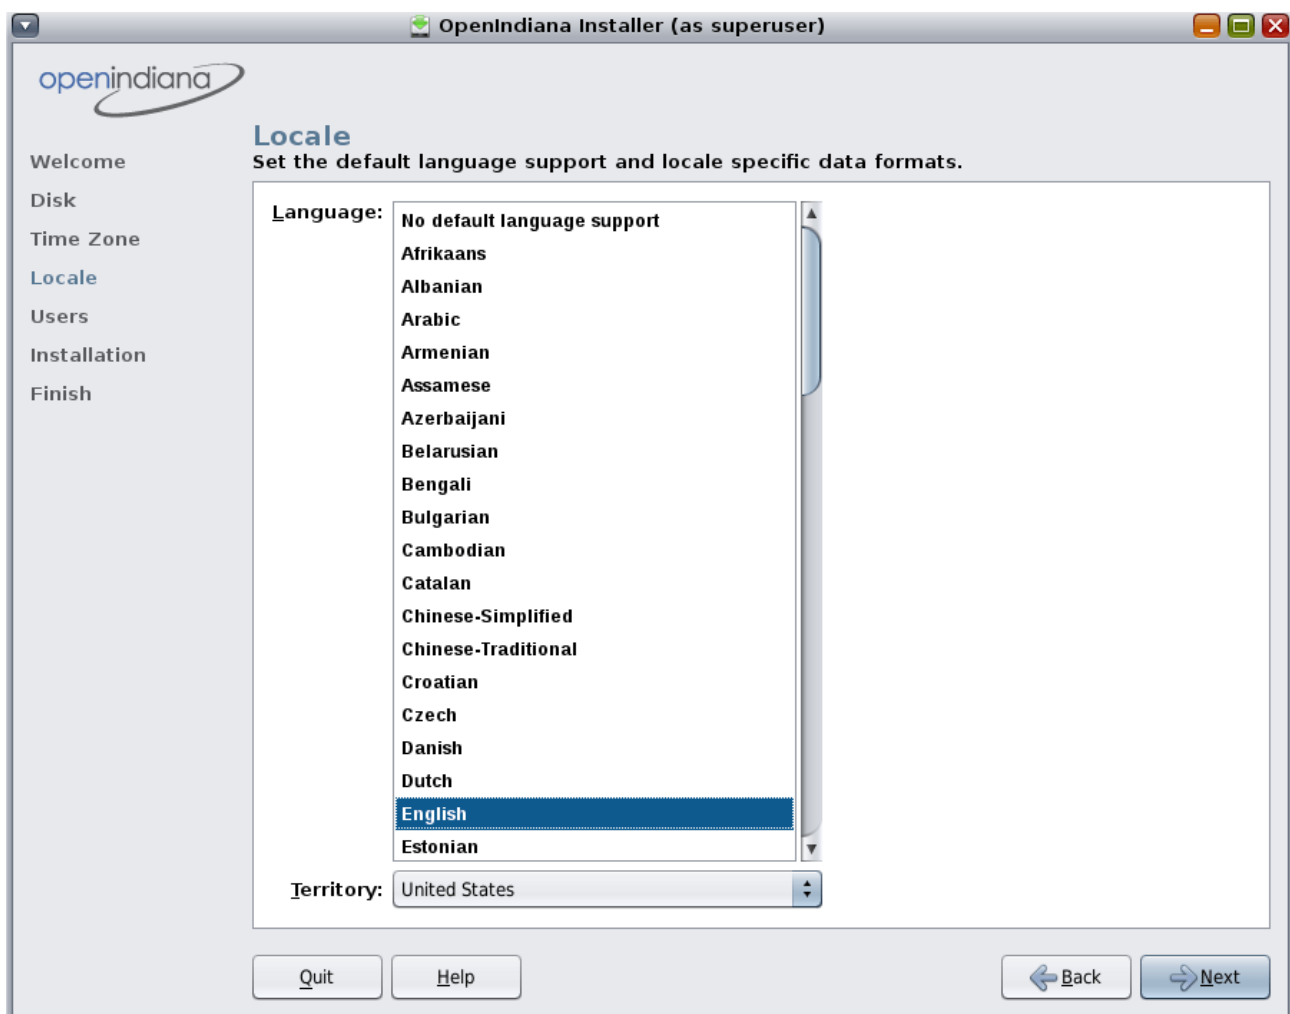 OpenIndiana Installer (as superuser)
openindiana
Locale
Set the default language support and locale specific data formats.
Welcome
Disk
Time Zone
Locale
Users
Installation
Finish
Language:
No default language support
Afrikaans
Albanian
Arabic
Armenian
Assamese
Azerbaijani
Belarusian
Bengali
Bulgarian
Cambodian
Catalan
Chinese-Simplified
Chinese-Traditional
Croatian
Czech
Danish
Dutch
English
Estonian
Territory: United States
Quit Help Back Next